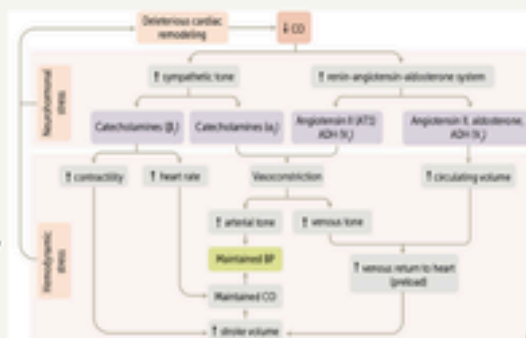 Deleterious cardiac
remodeling
↓ CO
Neurohormonal
stress
↑ sympathetic tone
↑ renin-angiotensin-aldosterone system
Catecholamines (β₁)
Catecholamines (α₁)
Angiotensin II (AT1)
ADH (V₁)
Angiotensin II, aldosterone,
ADH (V₂)
Hemodynamic
stress
↑ contractility
↑ heart rate
Vasoconstriction
↑ circulating volume
↑ arterial tone
↑ venous tone
Maintained BP
↑ venous return to heart
(preload)
Maintained CO
↑ stroke volume